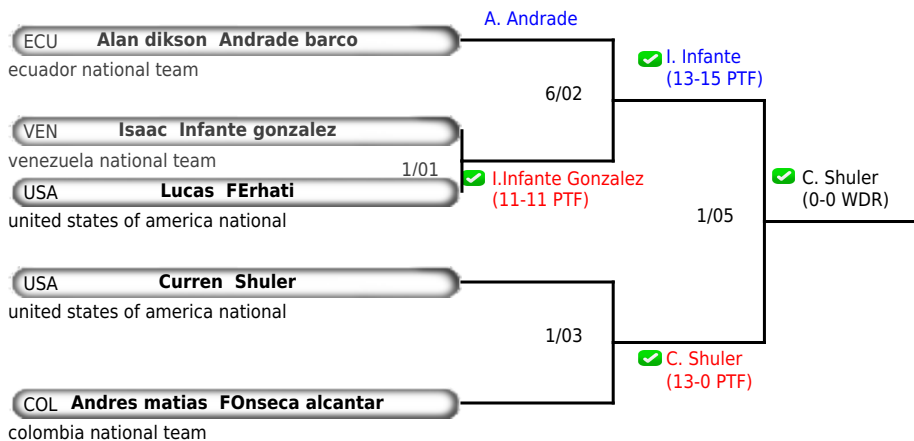 A. Andrade
ECU Alan dikson Andrade barco
ecuador national team
I. Infante
(13-15 PTF)
6/02
VEN Isaac Infante gonzalez
venezuela national team
1/01
I.Infante Gonzalez
(11-11 PTF)
USA Lucas FErhati
united states of america national
C. Shuler
(0-0 WDR)
1/05
USA Curren Shuler
united states of america national
1/03
C. Shuler
(13-0 PTF)
COL Andres matias FOnseca alcantar
colombia national team